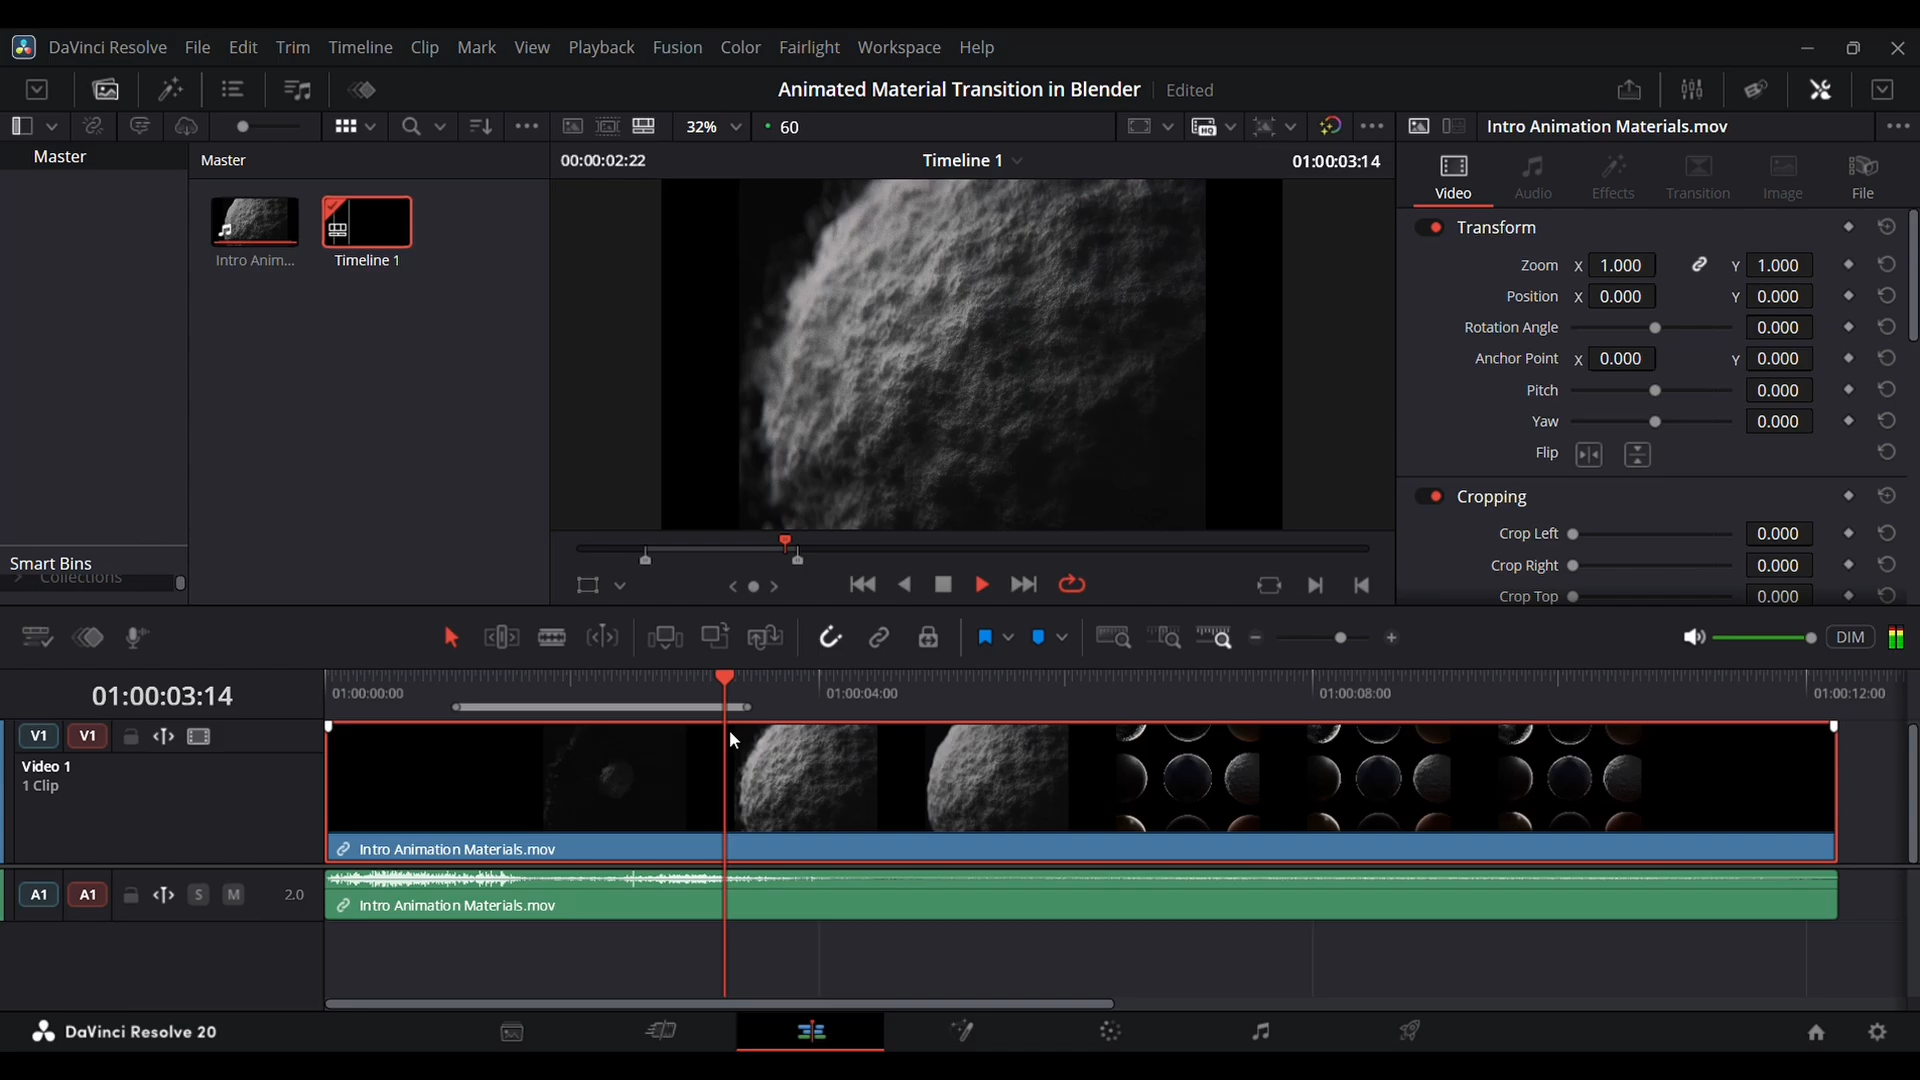 DaVinci Resolve File Edit Trim Timeline Clip Mark View Playback Fusion Color Fairlight Workspace Help
Animated Material Transition in Blender Edited
32% 60 HQ Intro Animation Materials.mov
Master
Master
00:00:02:22 Timeline 1 01:00:03:14
Video Audio Effects Transition Image File
Intro Anim... Timeline 1
Transform
Zoom X 1.000 Y 1.000
Position X 0.000 Y 0.000
Rotation Angle 0.000
Anchor Point X 0.000 Y 0.000
Pitch 0.000
Yaw 0.000
Flip
Cropping
Crop Left 0.000
Crop Right 0.000
Crop Top 0.000
Smart Bins
Collections
DIM
01:00:03:14
01:00:00:00 01:00:04:00 01:00:08:00 01:00:12:00
V1 V1
Video 1
1 Clip
Intro Animation Materials.mov
A1 A1 S M 2.0
Intro Animation Materials.mov
DaVinci Resolve 20